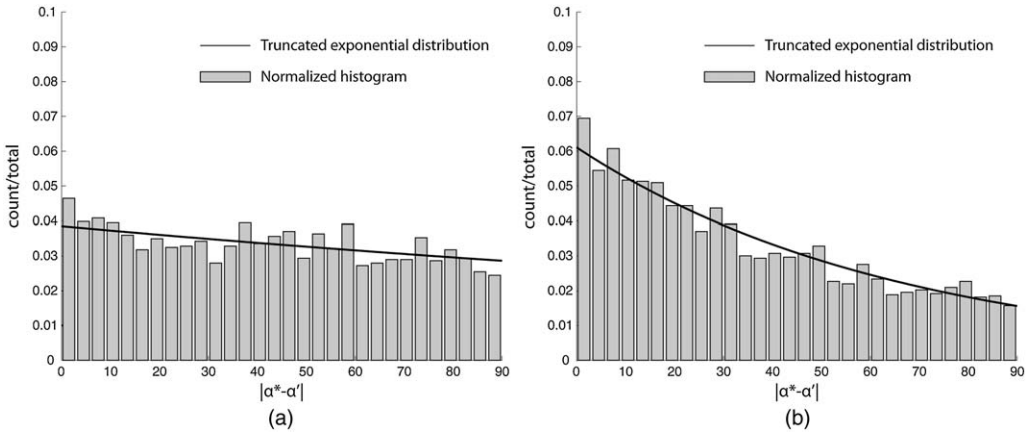 0.1
0.09
0.08
0.07
0.06
0.05
0.04
0.03
0.02
0.01
0
count/total
Truncated exponential distribution
Normalized histogram
0 10 20 30 40 50 60 70 80 90
|α*-α'|
(a)
0.1
0.09
0.08
0.07
0.06
0.05
0.04
0.03
0.02
0.01
0
count/total
Truncated exponential distribution
Normalized histogram
0 10 20 30 40 50 60 70 80 90
|α*-α'|
(b)